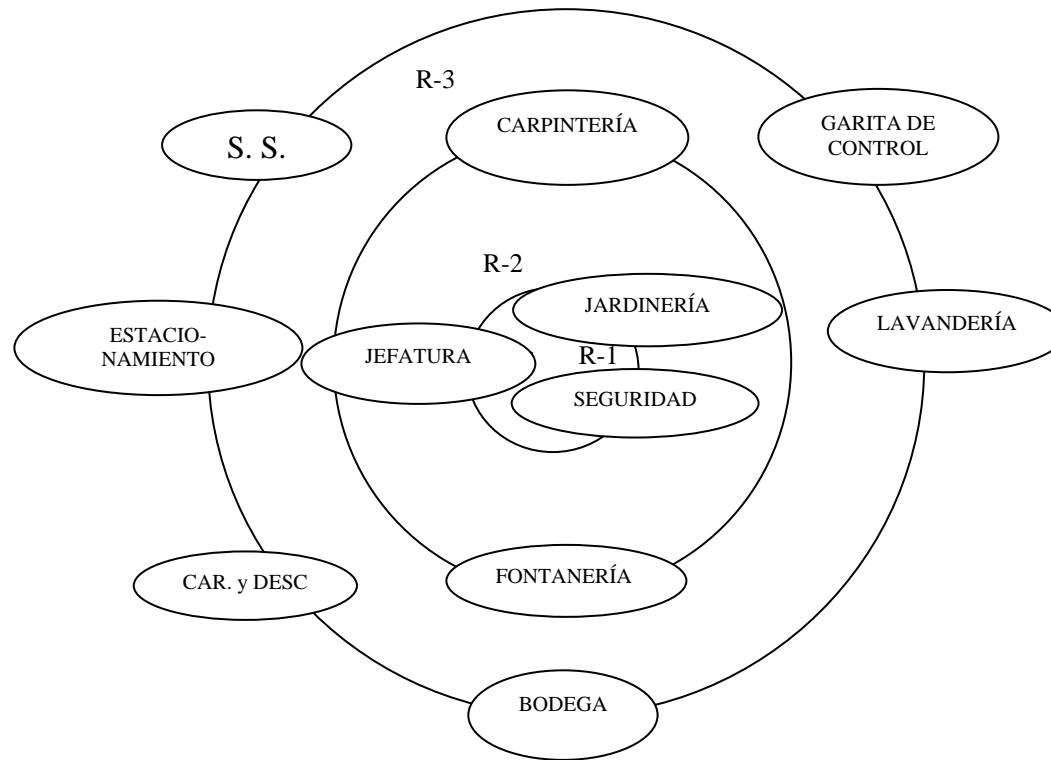 R-3
CARPINTERÍA
GARITA DE
CONTROL
S. S.
R-2
JARDINERÍA
ESTACIO-
NAMIENTO
LAVANDERÍA
JEFATURA
R-1
SEGURIDAD
CAR. y DESC
FONTANERÍA
BODEGA